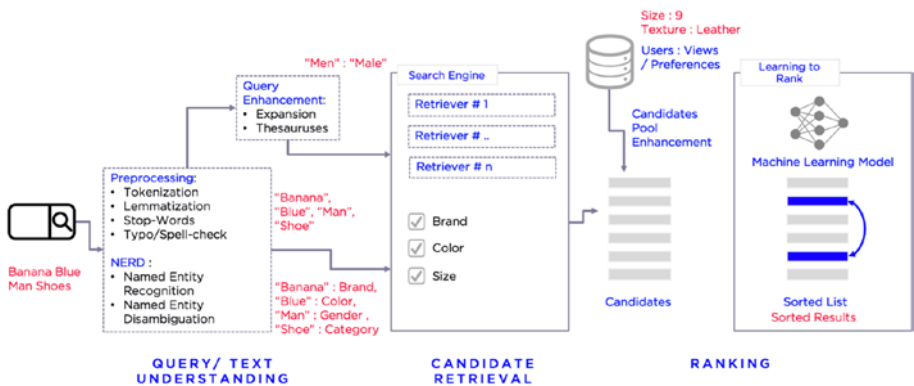 Banana Blue
Man Shoes
Query
Enhancement:
• Expansion
• Thesauruses
Preprocessing:
• Tokenization
• Lemmatization
• Stop-Words
• Typo/Spell-check
NERD :
• Named Entity
Recognition
• Named Entity
Disambiguation
"Men" : "Male"
"Banana",
"Blue", "Man",
"Shoe"
"Banana" : Brand,
"Blue" : Color,
"Man" : Gender ,
"Shoe" : Category
Search Engine
Retriever # 1
Retriever # ..
Retriever # n
Brand
Color
Size
Size : 9
Texture : Leather
Users : Views
/ Preferences
Candidates
Pool
Enhancement
Candidates
Learning to
Rank
Machine Learning Model
Sorted List
Sorted Results
QUERY/ TEXT
UNDERSTANDING
CANDIDATE
RETRIEVAL
RANKING